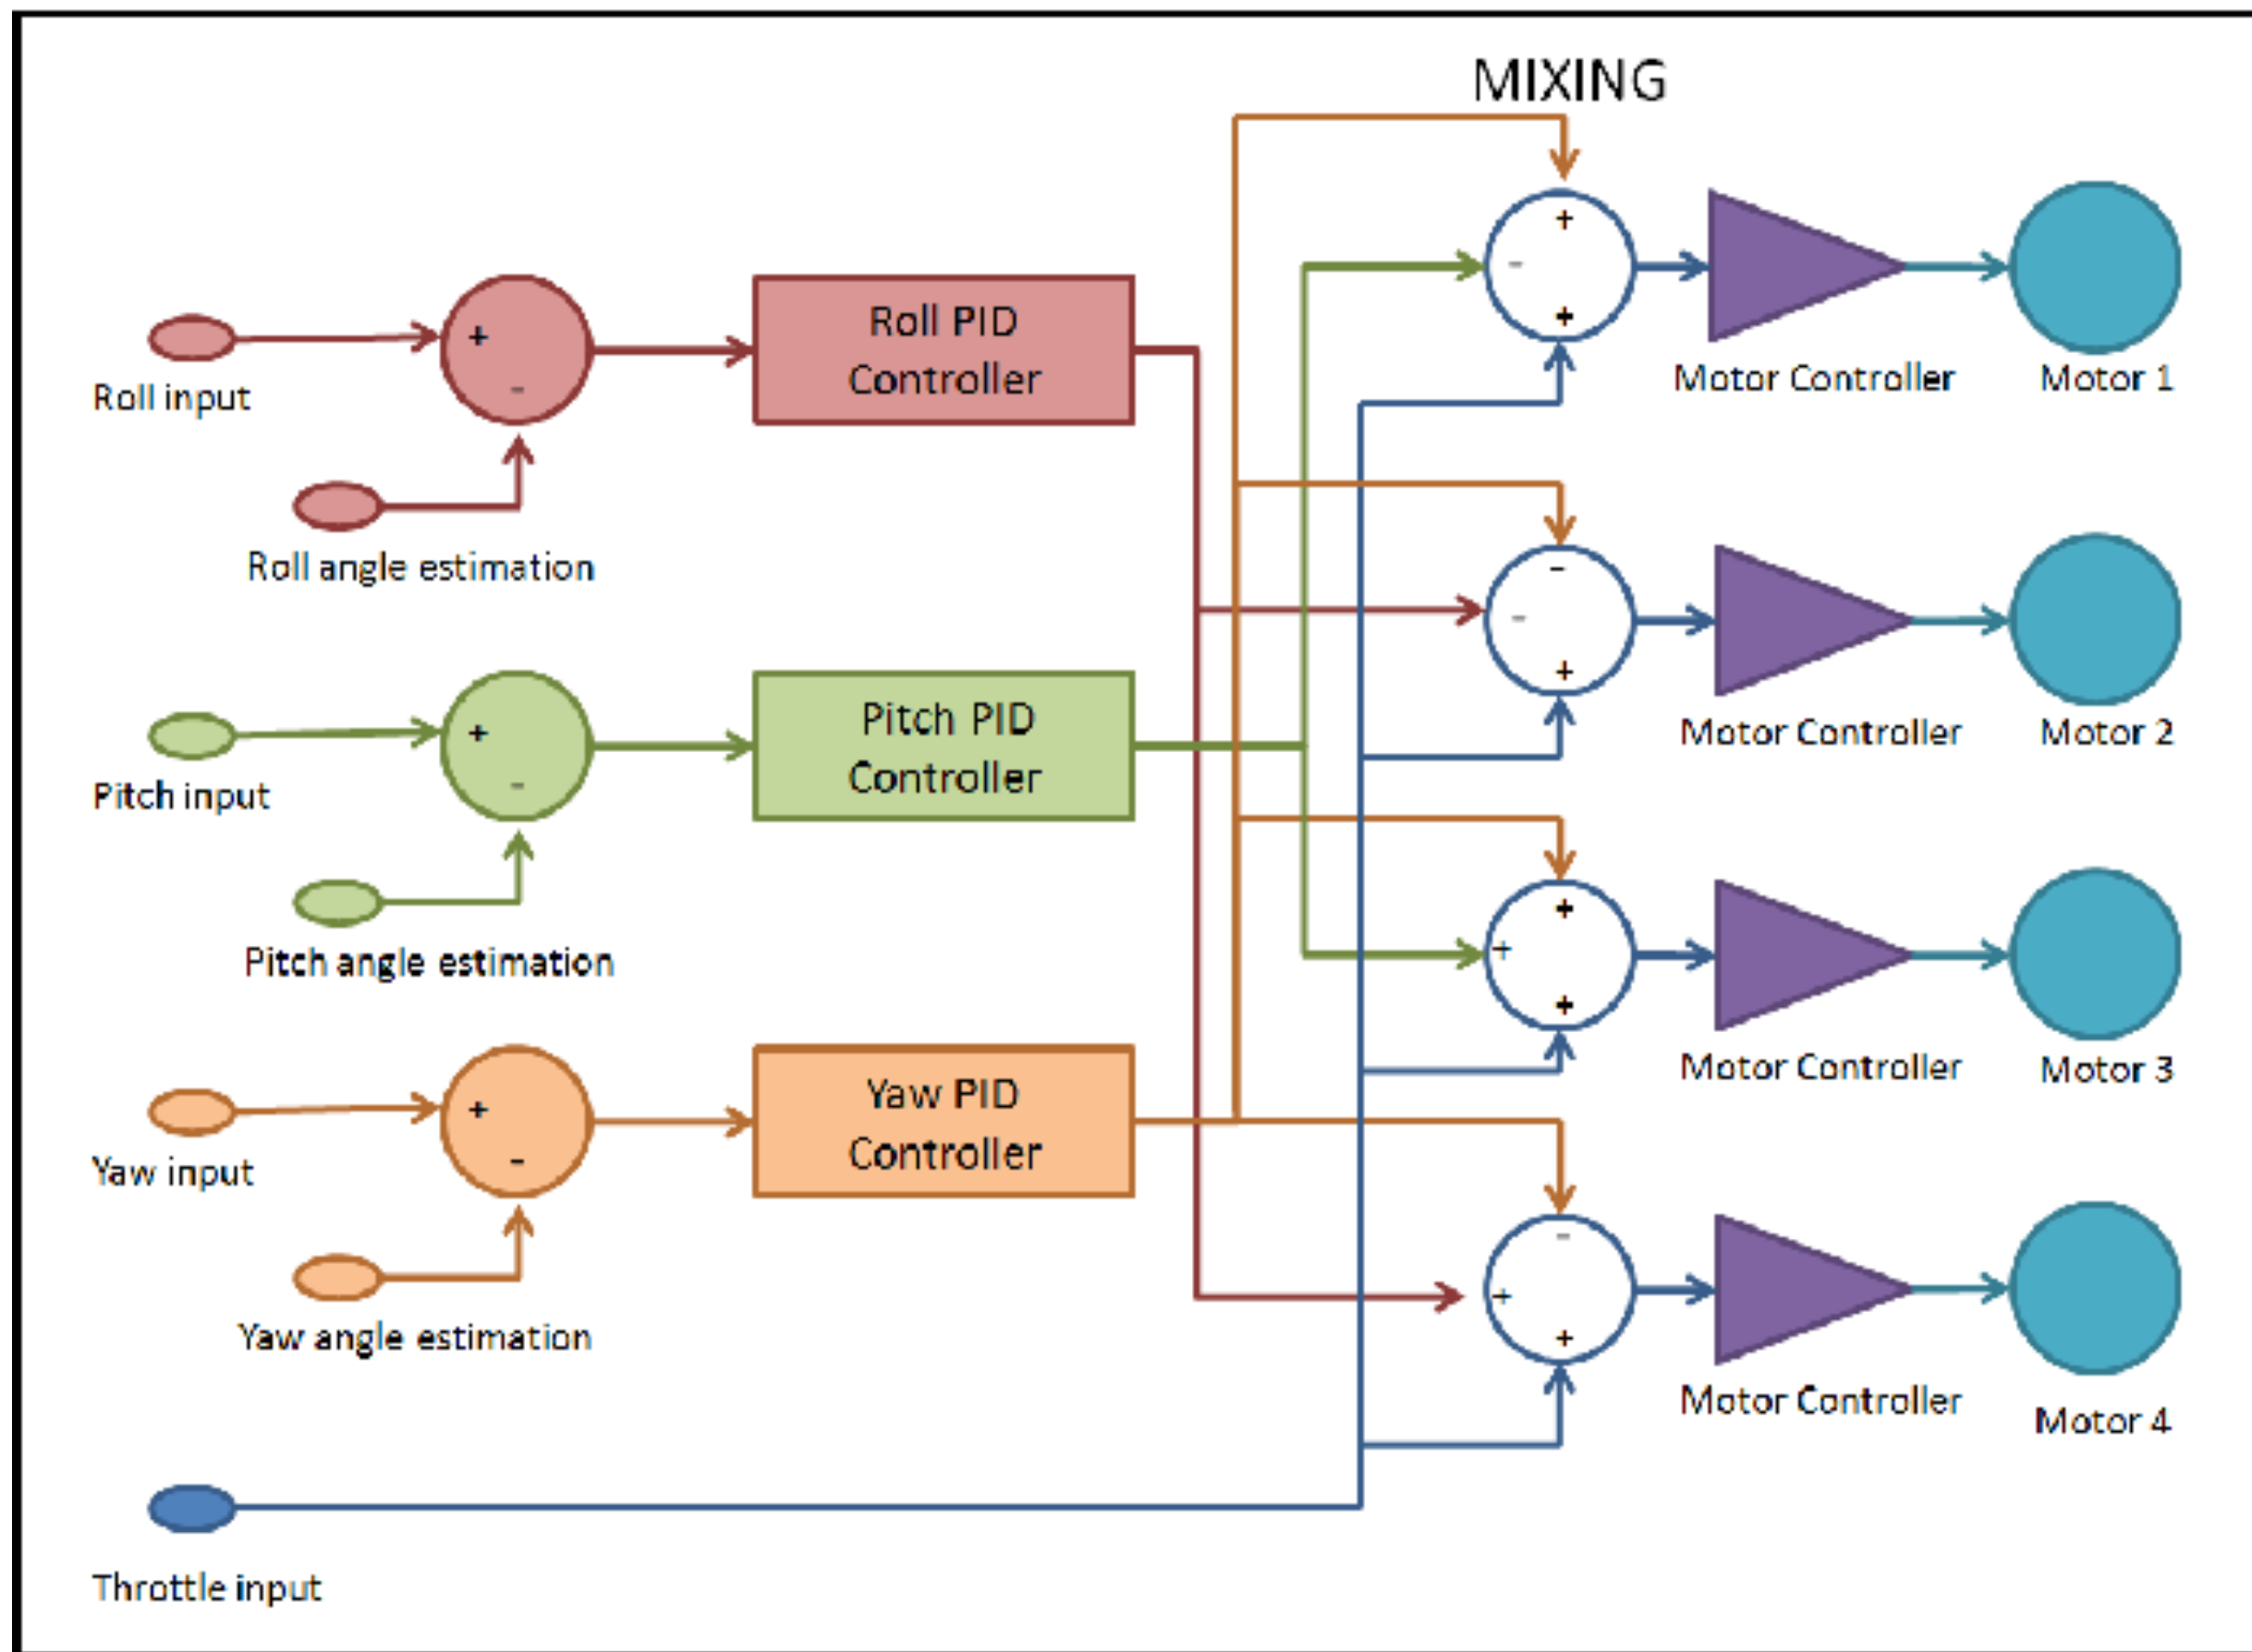 MIXING
+
-
+
Motor Controller
Motor 1
Roll input
+
-
Roll PID
Controller
Roll angle estimation
-
-
+
Motor Controller
Motor 2
Pitch input
+
-
Pitch PID
Controller
Pitch angle estimation
+
+
+
Motor Controller
Motor 3
Yaw input
+
-
Yaw PID
Controller
Yaw angle estimation
-
+
+
Motor Controller
Motor 4
Throttle input